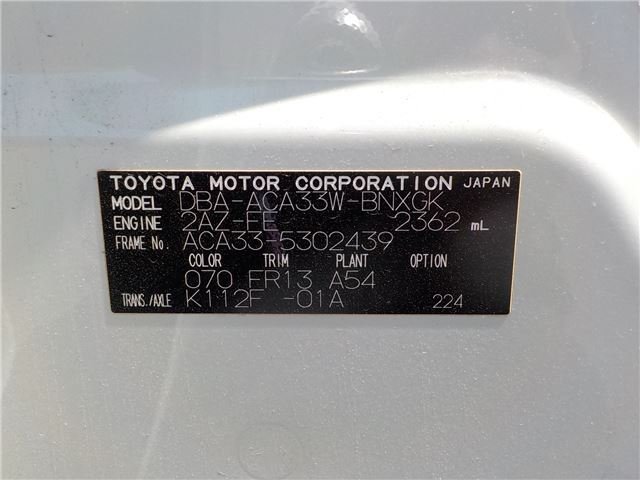 TOYOTA MOTOR CORPORATION JAPAN
MODEL DBA-ACA33W-BNXGK
ENGINE 2AZ-FE 2362 mL
FRAME No. ACA33-5302439
COLOR TRIM PLANT OPTION
070 FR13 A54
TRANS./AXLE K112F -01A 224